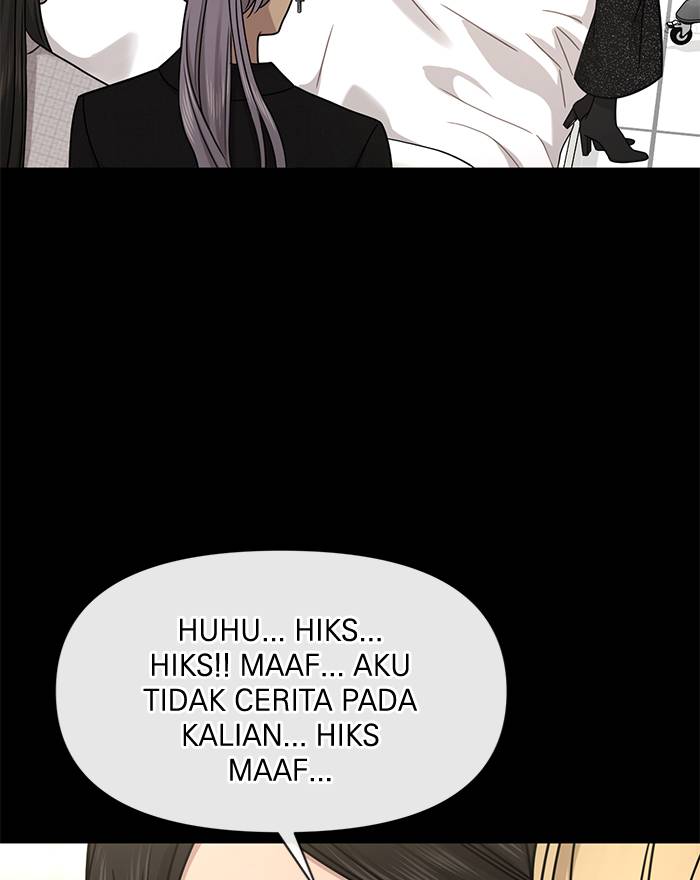 HUHU... HIKS...
HIKS!! MAAF... AKU
TIDAK CERITA PADA
KALIAN... HIKS
MAAF...